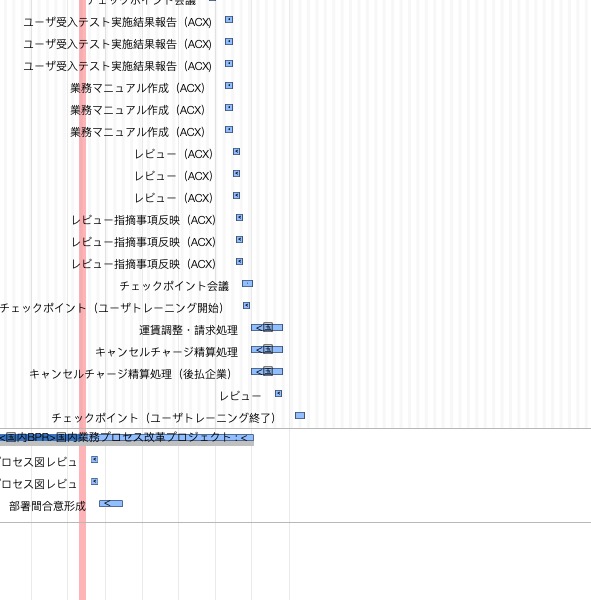 チェックポイント会議
ユーザ受入テスト実施結果報告（ACX)
ユーザ受入テスト実施結果報告（ACX)
ユーザ受入テスト実施結果報告（ACX)
業務マニュアル作成（ACX）
業務マニュアル作成（ACX）
業務マニュアル作成（ACX）
レビュー（ACX）
レビュー（ACX）
レビュー（ACX）
レビュー指摘事項反映（ACX)
レビュー指摘事項反映（ACX)
レビュー指摘事項反映（ACX)
チェックポイント会議
チェックポイント（ユーザトレーニング開始）
運賃調整・請求処理 <国
キャンセルチャージ精算処理 <国
キャンセルチャージ精算処理（後払企業） <国
レビュー
チェックポイント（ユーザトレーニング終了）
<国内BPR>国内業務プロセス改革プロジェクト：<
ロセス図レビュ
ロセス図レビュ
部署間合意形成 <